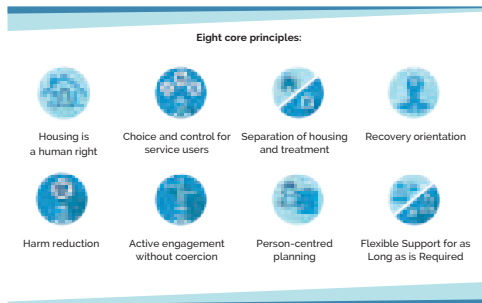 Eight core principles:
Housing is
a human right
Choice and control for
service users
Separation of housing
and treatment
Recovery orientation
Harm reduction
Active engagement
without coercion
Person-centred
planning
Flexible Support for as
Long as is Required